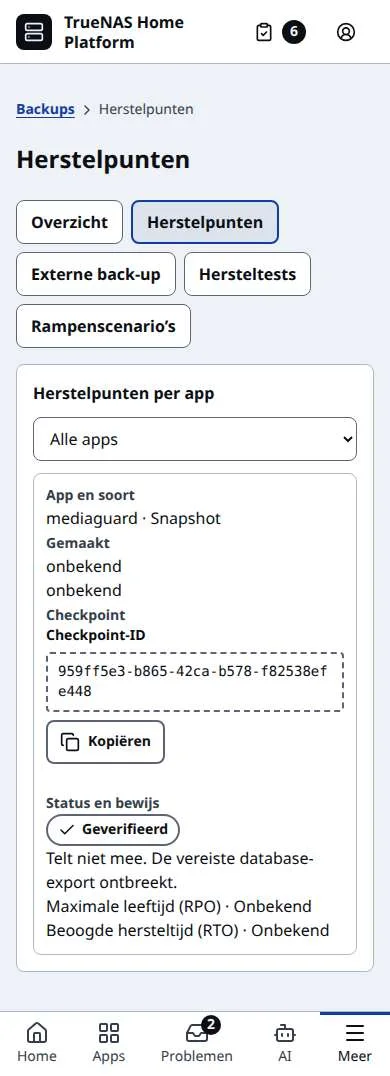 TrueNAS Home
Platform
6
Backups > Herstelpunten
Herstelpunten
Overzicht
Herstelpunten
Externe back-up
Hersteltests
Rampenscenario’s
Herstelpunten per app
Alle apps
App en soort
mediaguard · Snapshot
Gemaakt
onbekend
onbekend
Checkpoint
Checkpoint-ID
959ff5e3-b865-42ca-b578-f82538ef
e448
Kopiëren
Status en bewijs
Geverifieerd
Telt niet mee. De vereiste database-
export ontbreekt.
Maximale leeftijd (RPO) · Onbekend
Beoogde hersteltijd (RTO) · Onbekend
2
Home
Apps
Problemen
AI
Meer